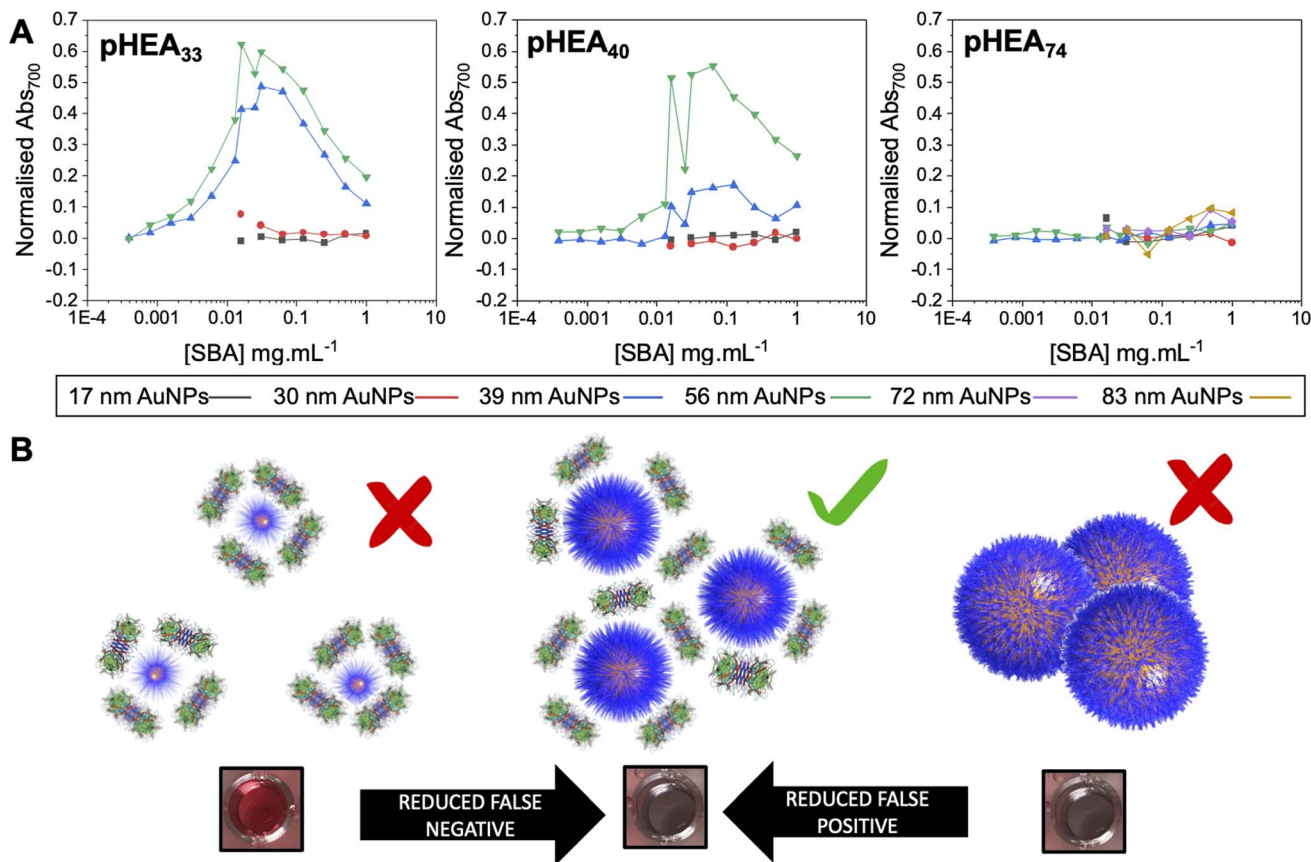 A
pHEA₃₃
Normalised Abs₇₀₀
0.7
0.6
0.5
0.4
0.3
0.2
0.1
0.0
-0.1
-0.2
1E-4 0.001 0.01 0.1 1 10
[SBA] mg.mL⁻¹
pHEA₄₀
Normalised Abs₇₀₀
0.7
0.6
0.5
0.4
0.3
0.2
0.1
0.0
-0.1
-0.2
1E-4 0.001 0.01 0.1 1 10
[SBA] mg.mL⁻¹
pHEA₇₄
Normalised Abs₇₀₀
0.7
0.6
0.5
0.4
0.3
0.2
0.1
0.0
-0.1
-0.2
1E-4 0.001 0.01 0.1 1 10
[SBA] mg.mL⁻¹
17 nm AuNPs 30 nm AuNPs 39 nm AuNPs 56 nm AuNPs 72 nm AuNPs 83 nm AuNPs
B
REDUCED FALSE
NEGATIVE
REDUCED FALSE
POSITIVE